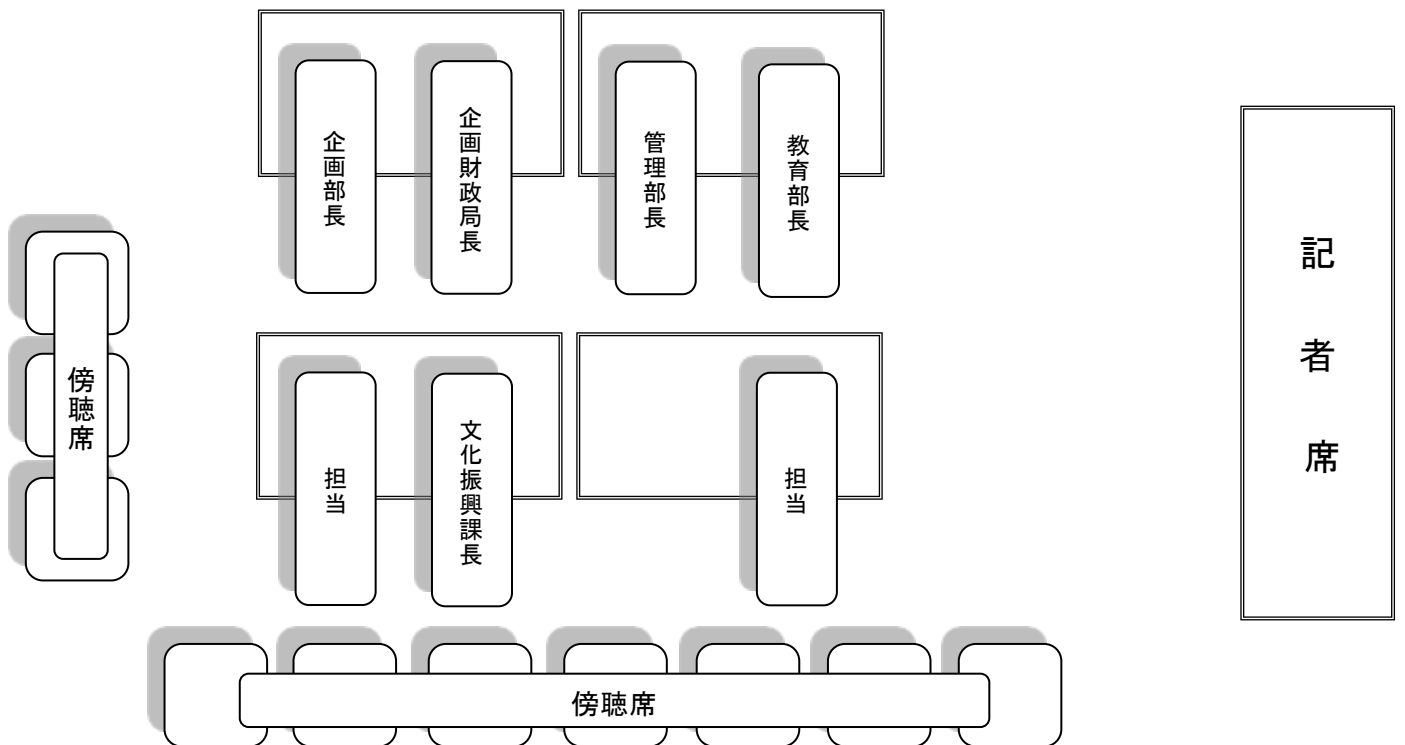 企画部長
企画財政局長
管理部長
教育部長
記者席
傍聴席
担当
文化振興課長
担当
傍聴席